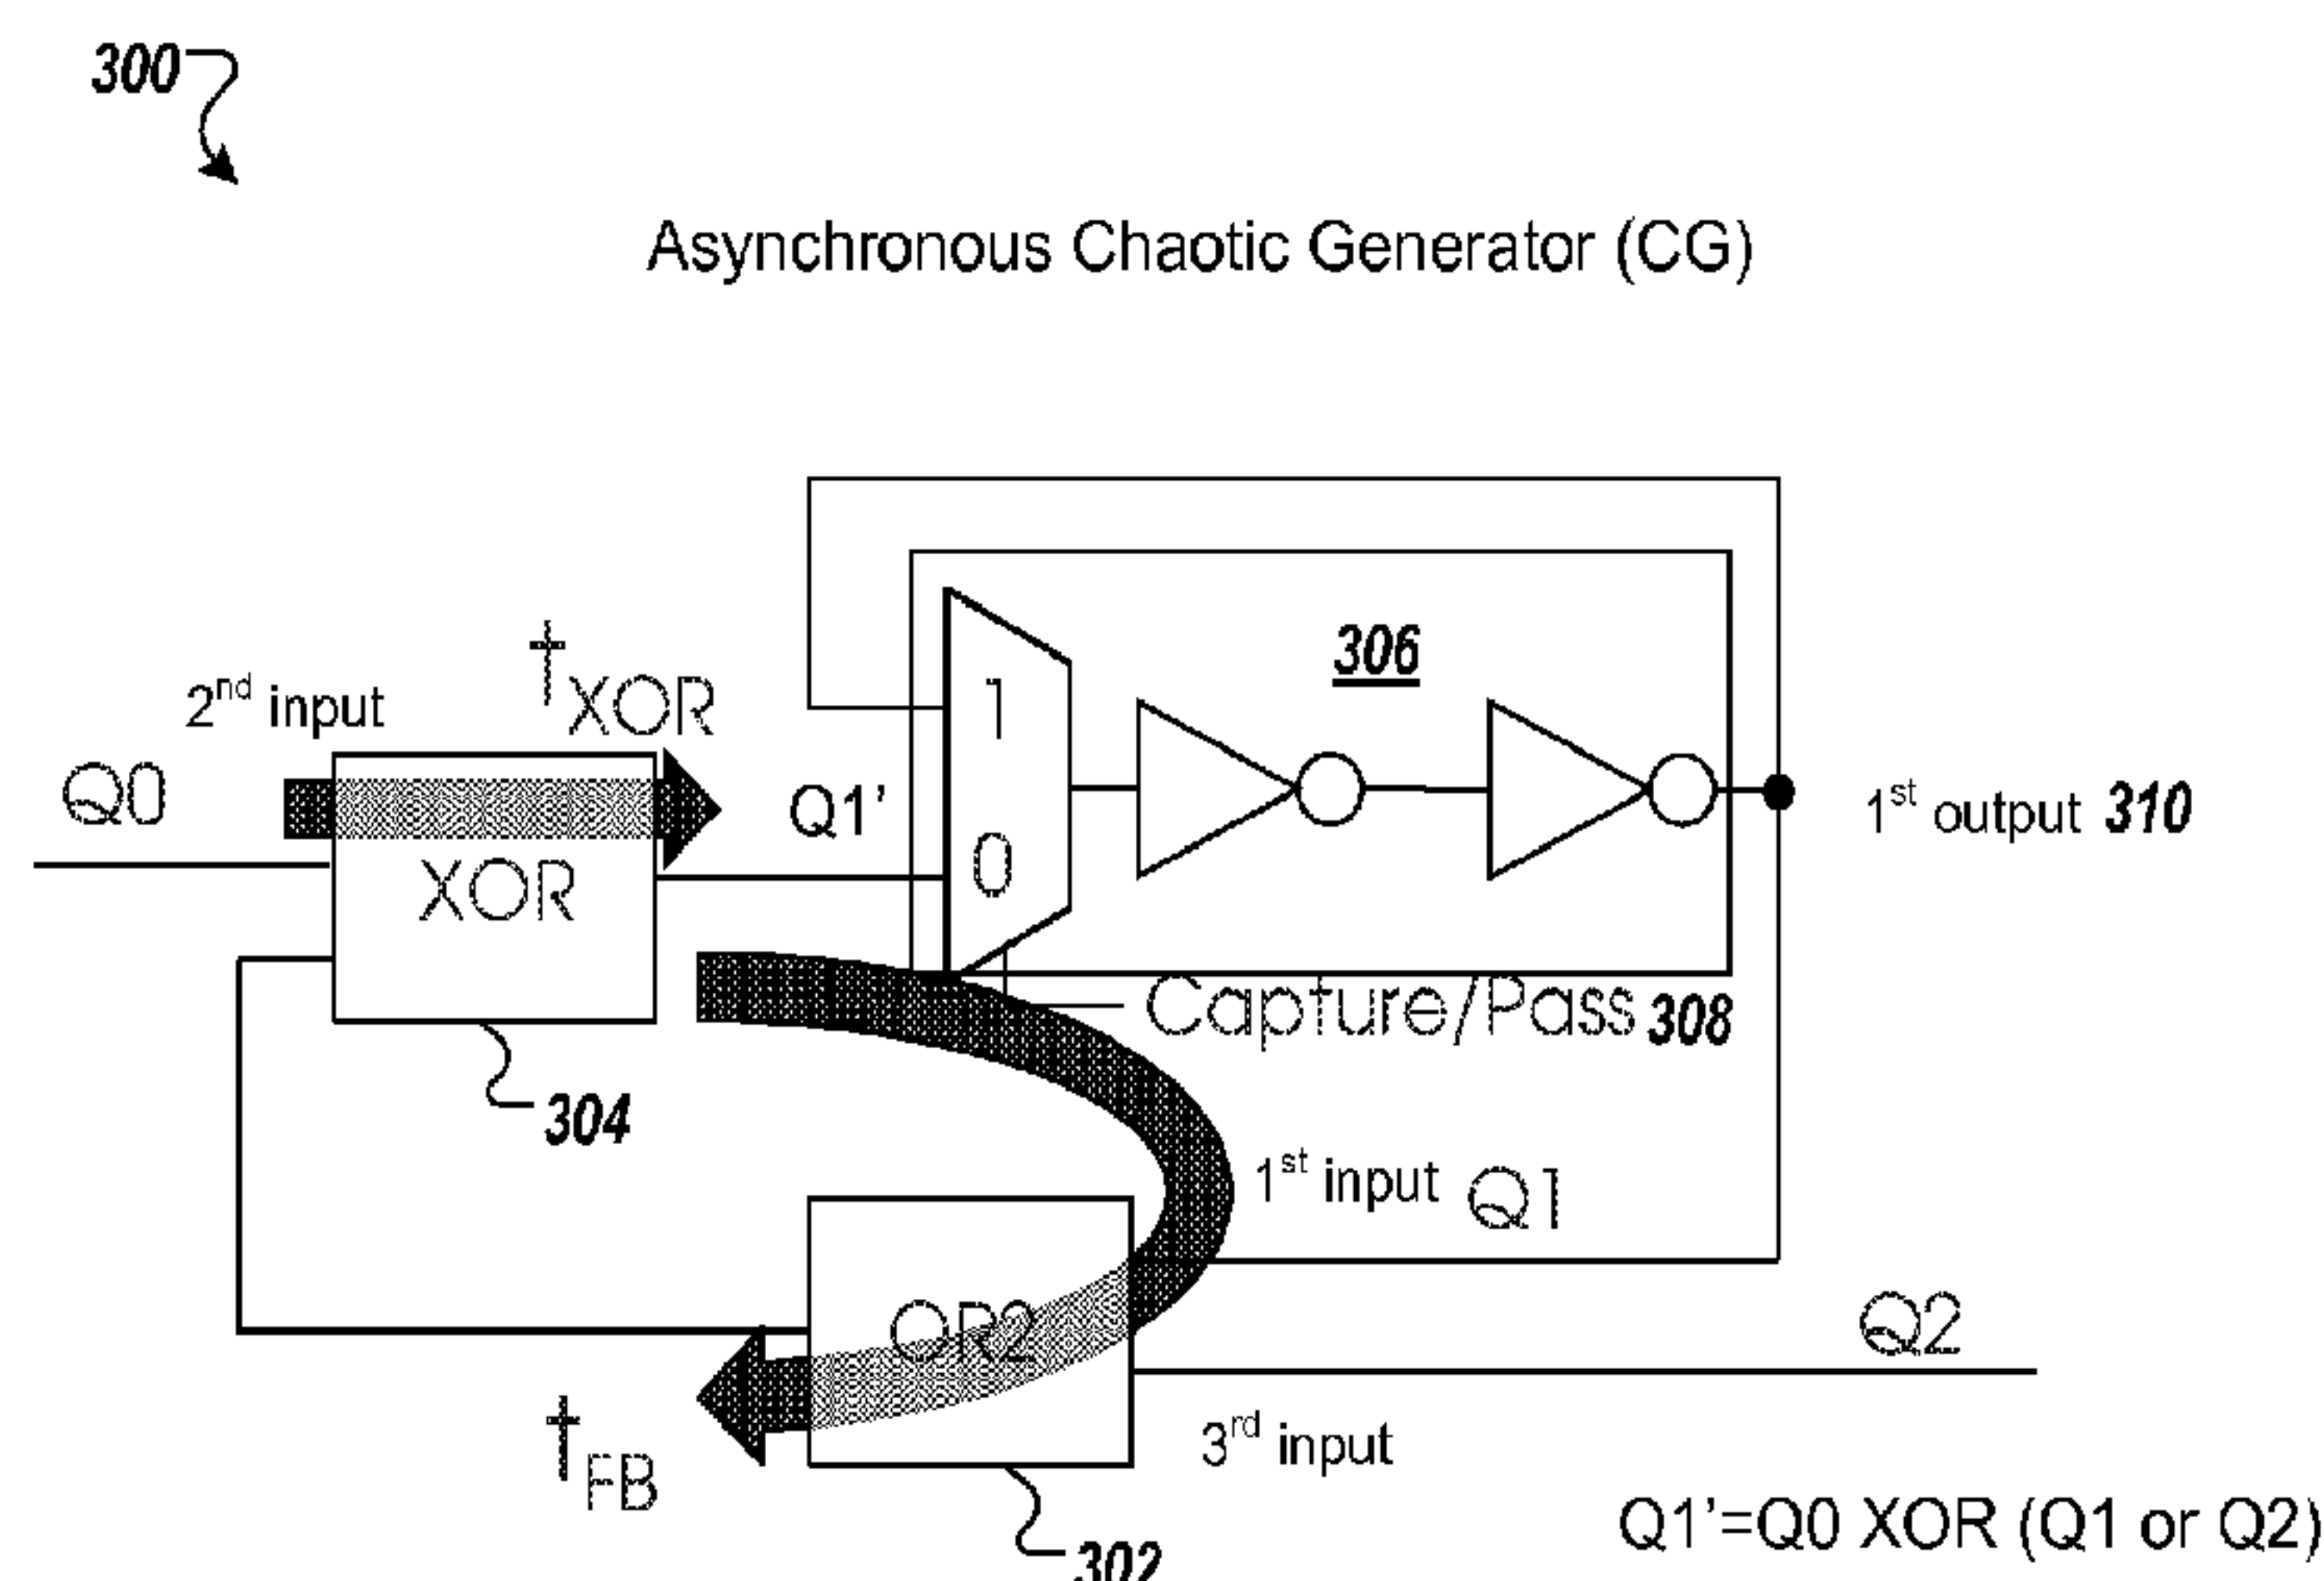 300
Asynchronous Chaotic Generator (CG)
306
1
0
2nd input
tXOR
Q0
Q1'
XOR
1st output 310
Capture/Pass 308
304
1st input Q1
OR2
Q2
tFB
3rd input
Q1'=Q0 XOR (Q1 or Q2)
302